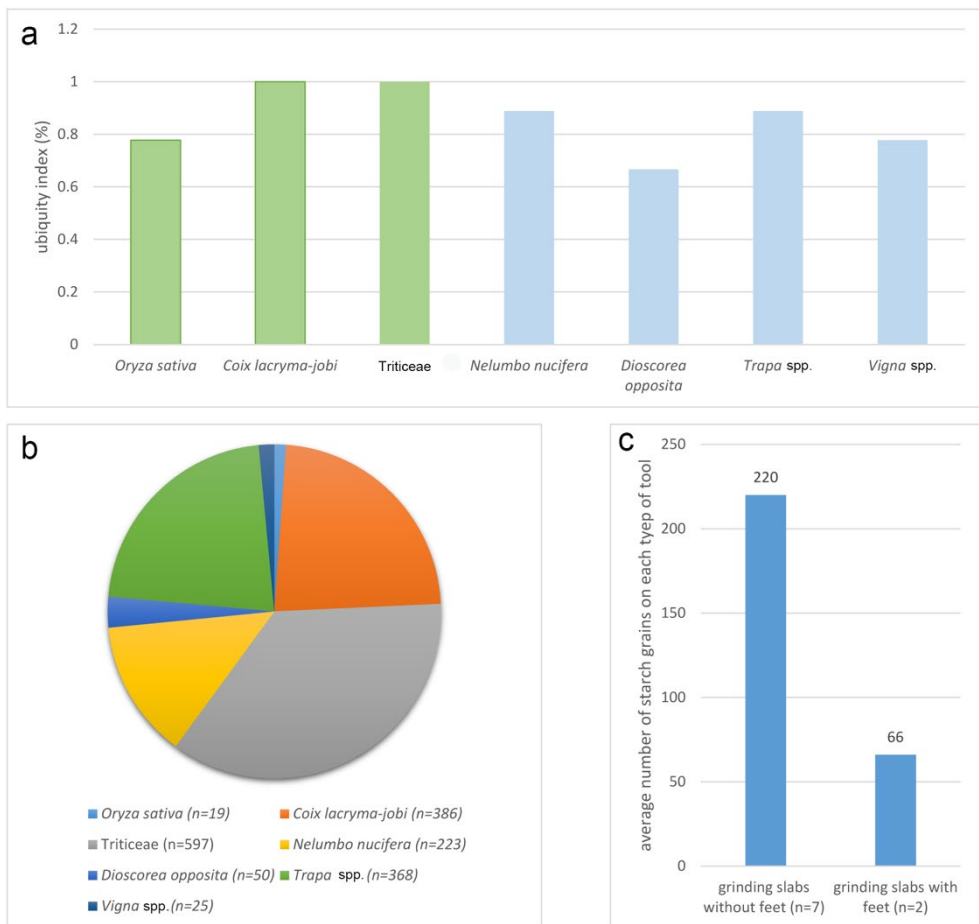 a
ubiquity index (%)
1.2
1
0.8
0.6
0.4
0.2
0
Oryza sativa
Coix lacryma-jobi
Triticeae
Nelumbo nucifera
Dioscorea
opposita
Trapa spp.
Vigna spp.
b
Oryza sativa (n=19)
Coix lacryma-jobi (n=386)
Triticeae (n=597)
Nelumbo nucifera (n=223)
Dioscorea opposita (n=50)
Trapa spp. (n=368)
Vigna spp. (n=25)
c
average number of starch grains on each tyep of tool
250
200
150
100
50
0
220
66
grinding slabs
without feet (n=7)
grinding slabs with
feet (n=2)